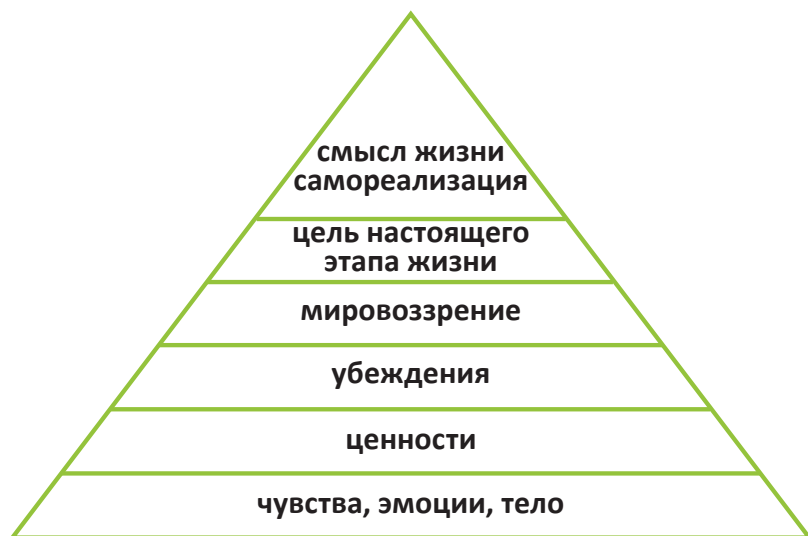 смысл жизни
самореализация
цель настоящего
этапа жизни
мировоззрение
убеждения
ценности
чувства, эмоции, тело